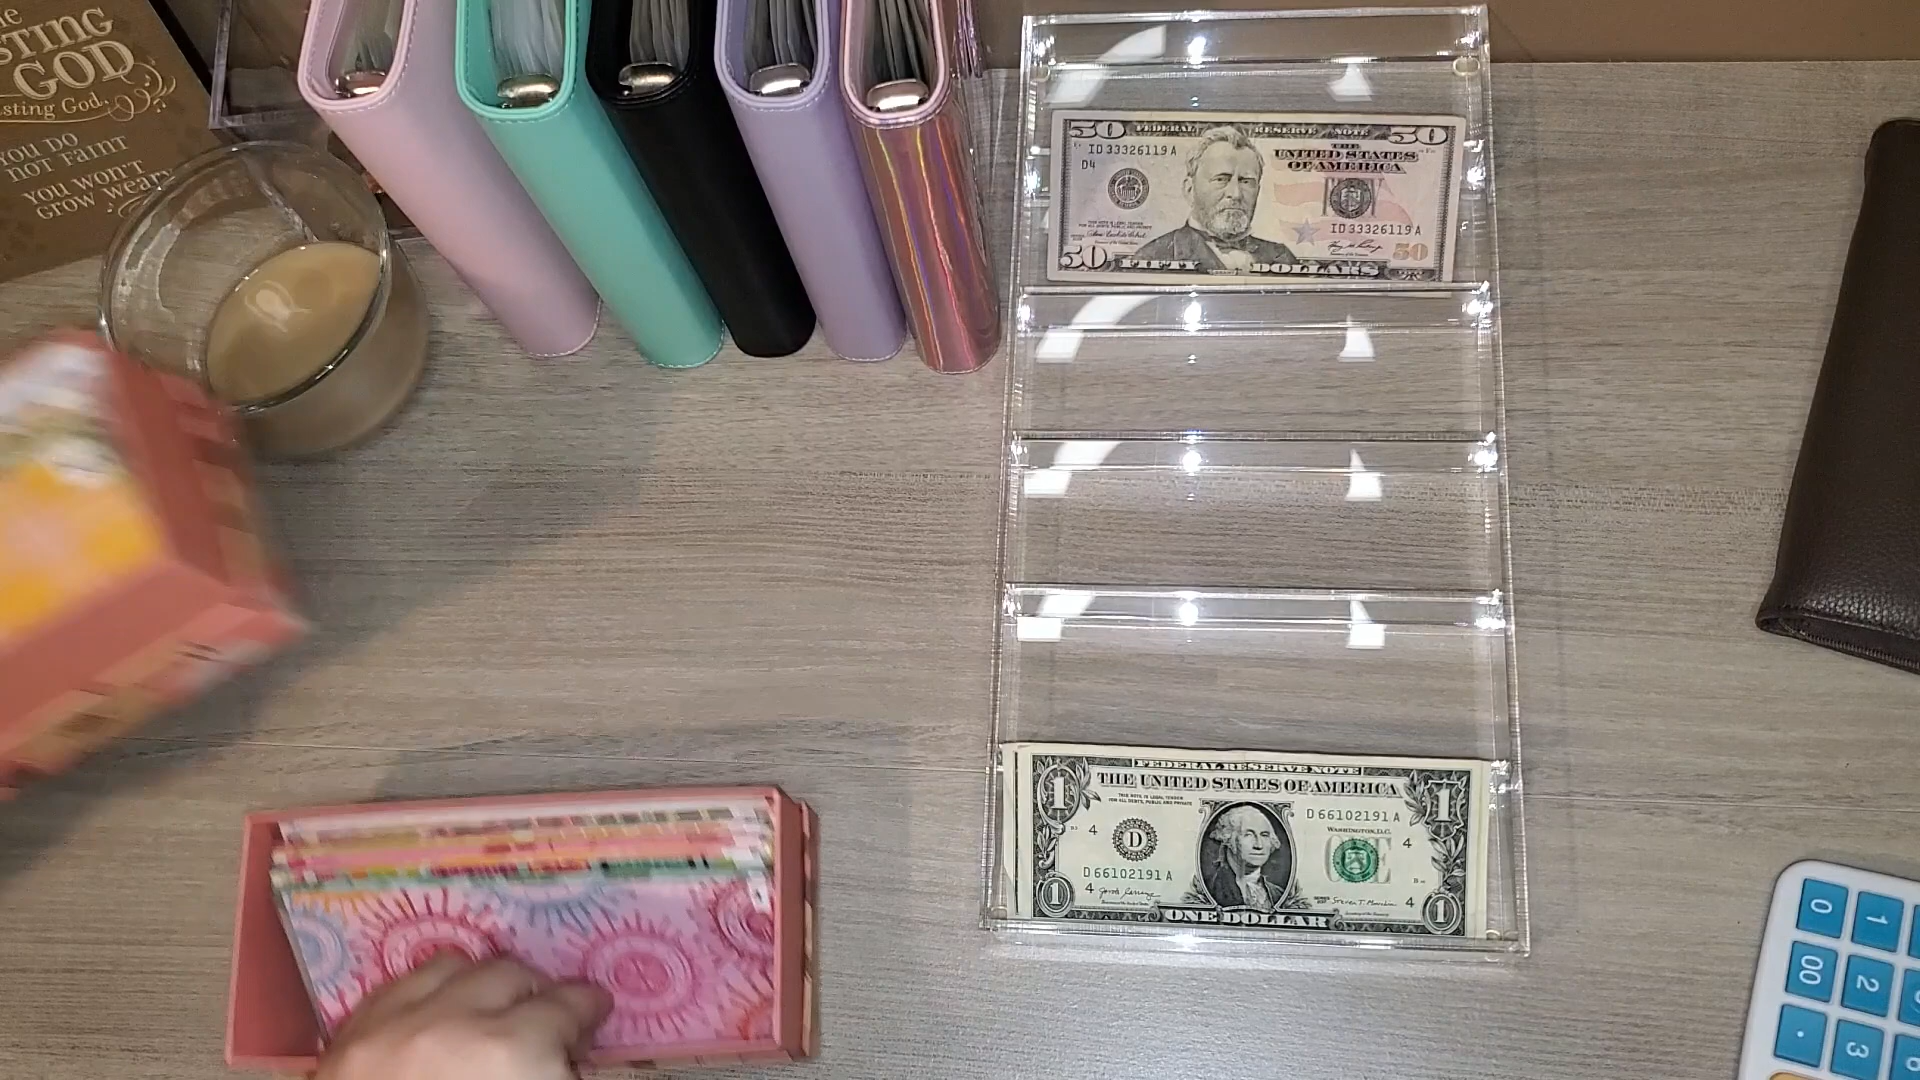 STING
GOD
sting God.
YOU DO
NOT FAINT
YOU WON'T
GROW WEARY
50 FEDERAL RESERVE NOTE 50
ID 33326119 A
D4
THE
UNITED STATES
OF AMERICA
ID 33326119 A
50 FIFTY DOLLARS 50
FEDERAL RESERVE NOTE
THE UNITED STATES OF AMERICA
1 1
THIS NOTE IS LEGAL TENDER
FOR ALL DEBTS, PUBLIC AND PRIVATE
D 66102191 A
WASHINGTON, D.C.
4 D ONE 4
D 66102191 A
4 4
1 ONE DOLLAR 1
0 1
00 2
. 3